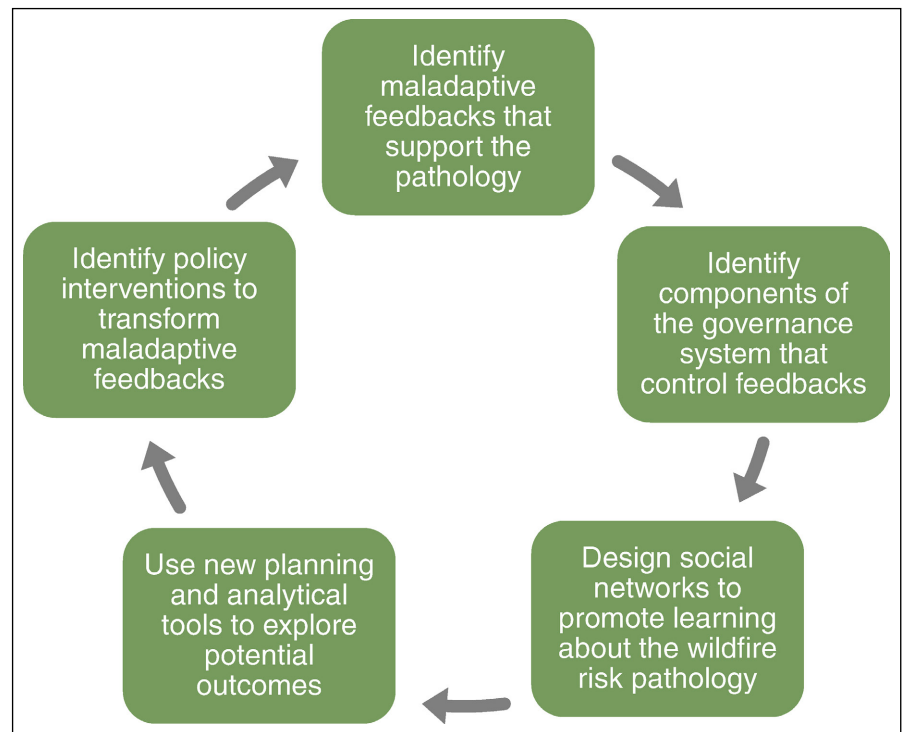 Identify
maladaptive
feedbacks that
support the
pathology
Identify
components of
the governance
system that
control feedbacks
Design social
networks to
promote learning
about the wildfire
risk pathology
Use new planning
and analytical
tools to explore
potential
outcomes
Identify policy
interventions to
transform
maladaptive
feedbacks